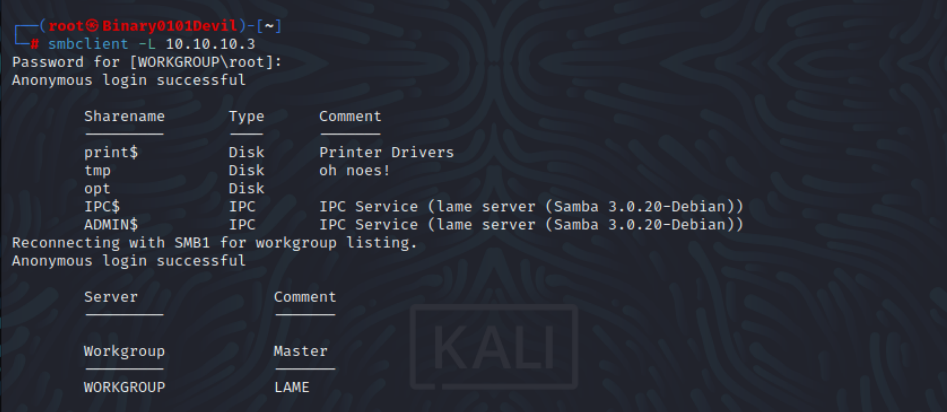 (root㉿Binary0101Devil)-[~]
# smbclient -L 10.10.10.3
Password for [WORKGROUP\root]:
Anonymous login successful
Sharename Type Comment
print$ Disk Printer Drivers
tmp Disk oh noes!
opt Disk
IPC$ IPC IPC Service (lame server (Samba 3.0.20-Debian))
ADMIN$ IPC IPC Service (lame server (Samba 3.0.20-Debian))
Reconnecting with SMB1 for workgroup listing.
Anonymous login successful
Server Comment
Workgroup Master
WORKGROUP LAME
KALI